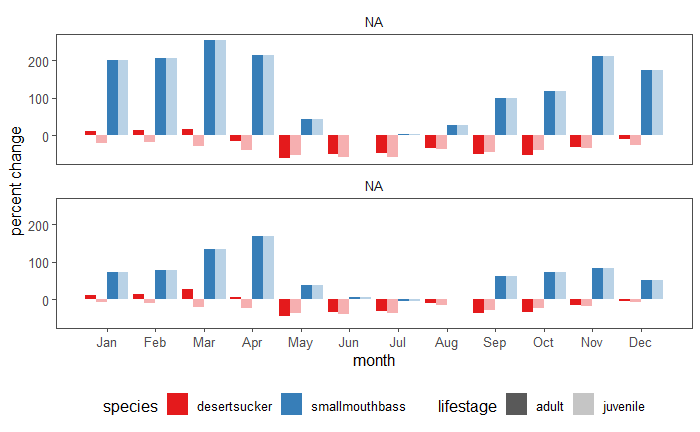 NA
200
100
0
NA
200
100
0
percent change
Jan Feb Mar Apr May Jun Jul Aug Sep Oct Nov Dec
month
species desertsucker smallmouthbass lifestage adult juvenile